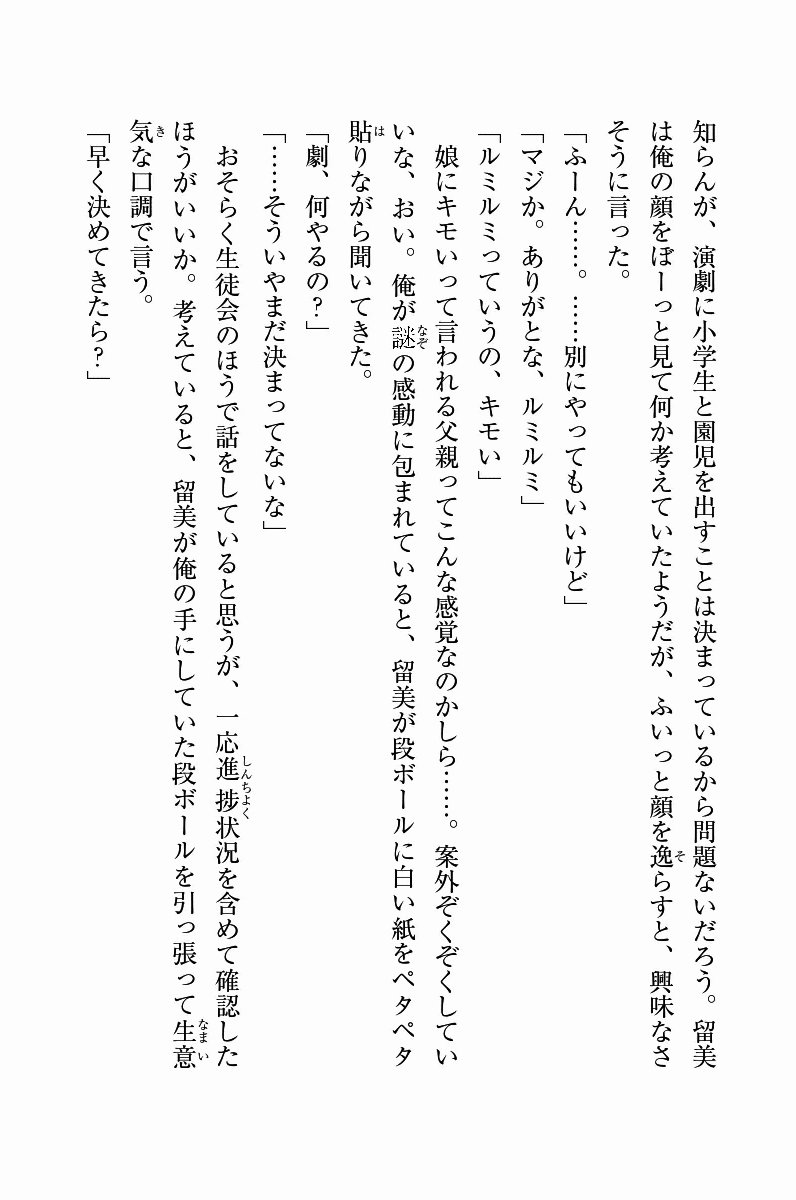 知らんが、演劇に小学生と園児を出すことは決まっているから問題ないだろう。留美
は俺の顔をぼーっと見て何か考えていたようだが、ふいっと顔を逸らすと、興味なさ
そうに言った。
「ふーん……。……別にやってもいいけど」
「マジか。ありがとな、ルミルミ」
「ルミルミっていうの、キモい」
　娘にキモいって言われる父親ってこんな感覚なのかしら……。案外ぞくぞくしてい
いな、おい。俺が謎の感動に包まれていると、留美が段ボールに白い紙をペタペタ
貼りながら聞いてきた。
「劇、何やるの？」
「……そういやまだ決まってないな」
　おそらく生徒会のほうで話をしていると思うが、一応進捗状況を含めて確認した
ほうがいいか。考えていると、留美が俺の手にしていた段ボールを引っ張って生意
気な口調で言う。
「早く決めてきたら？」